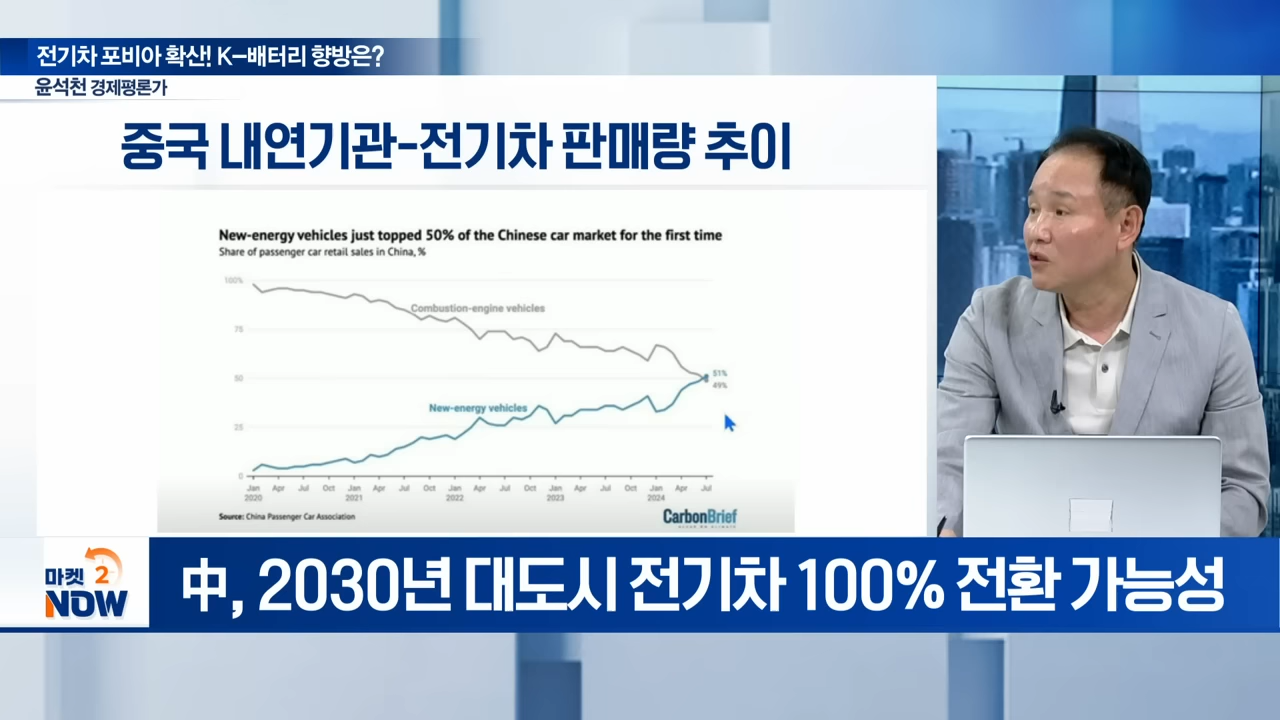 전기차 포비아 확산! K-배터리 향방은?
윤석천 경제평론가
중국 내연기관-전기차 판매량 추이
New-energy vehicles just topped 50% of the Chinese car market for the first time
Share of passenger car retail sales in China, %
100%
Combustion-engine vehicles
75
51%
50
49%
New-energy vehicles
25
0
Jan Apr Jul Oct Jan Apr Jul Oct Jan Apr Jul Oct Jan Apr Jul Oct Jan Apr Jul
2020 2021 2022 2023 2024
Source: China Passenger Car Association
CarbonBrief
마켓 2
NOW
中, 2030년 대도시 전기차 100% 전환 가능성